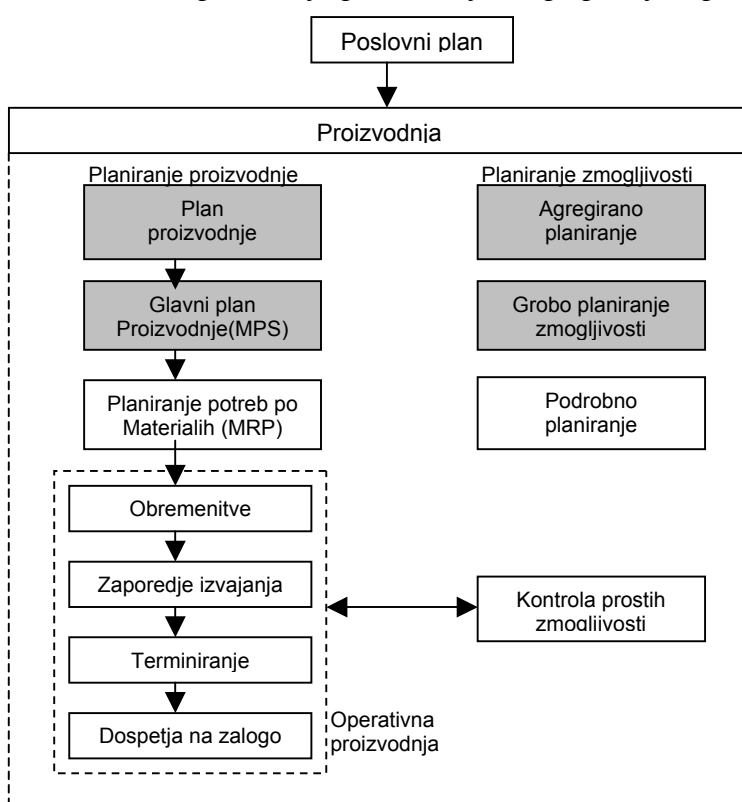 Poslovni plan
Proizvodnja
Planiranje proizvodnje
Plan
proizvodnje
Glavni plan
Proizvodnje(MPS)
Planiranje potreb po
Materialih (MRP)
Obremenitve
Zaporedje izvajanja
Terminiranje
Dospetja na zalogo
Operativna
proizvodnja
Planiranje zmogljivosti
Agregirano
planiranje
Grobo planiranje
zmogljivosti
Podrobno
planiranje
Kontrola prostih
zmogljivosti